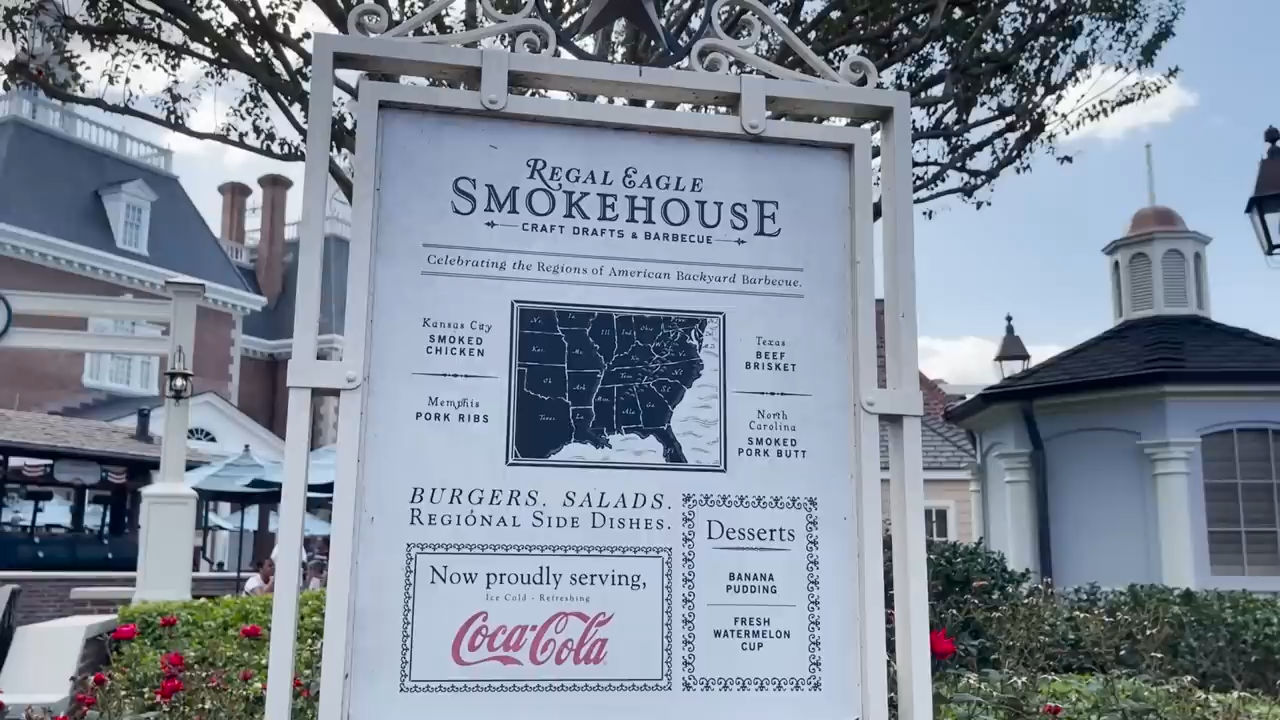 REGAL EAGLE
SMOKEHOUSE
CRAFT DRAFTS & BARBECUE
Celebrating the Regions of American Backyard Barbecue.
Kansas City
SMOKED
CHICKEN
Memphis
PORK RIBS
Texas
BEEF
BRISKET
North
Carolina
SMOKED
PORK BUTT
BURGERS. SALADS.
REGIONAL SIDE DISHES.
Now proudly serving,
Ice Cold - Refreshing
Coca-Cola
Desserts
BANANA
PUDDING
FRESH
WATERMELON
CUP